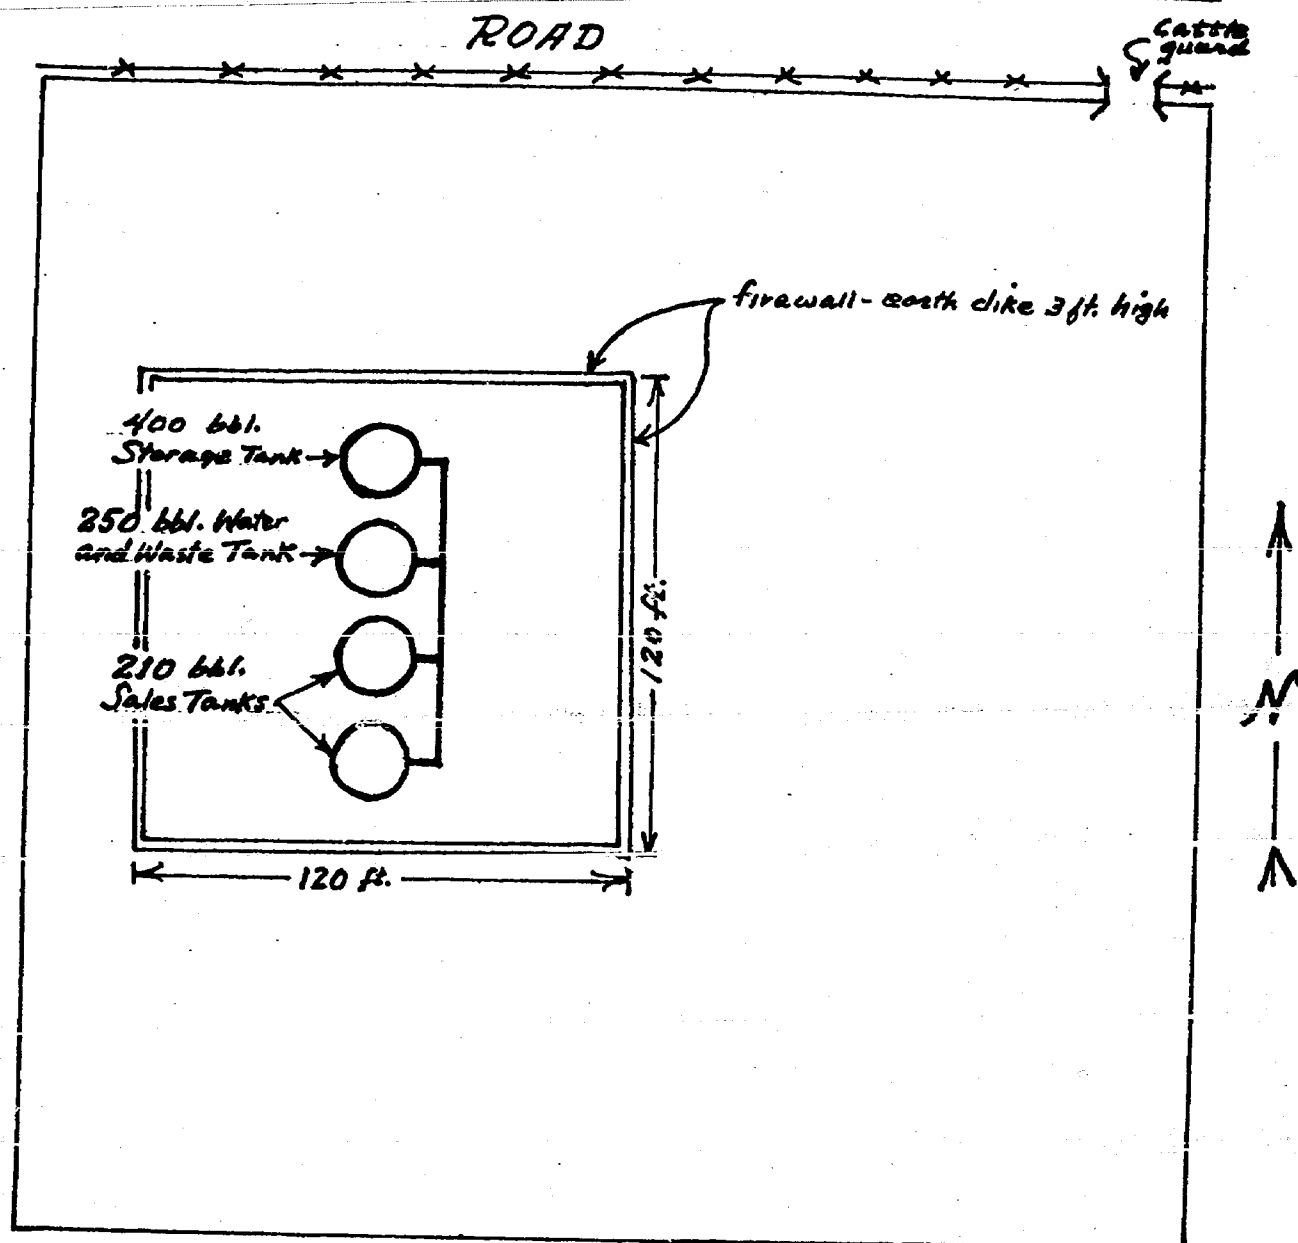 ROAD
Cattle
guard
firewall - earth dike 3 ft. high
400 bbl.
Storage Tank
250 bbl. Water
and Waste Tank
210 bbl.
Sales Tanks
120 ft.
120 ft.
N